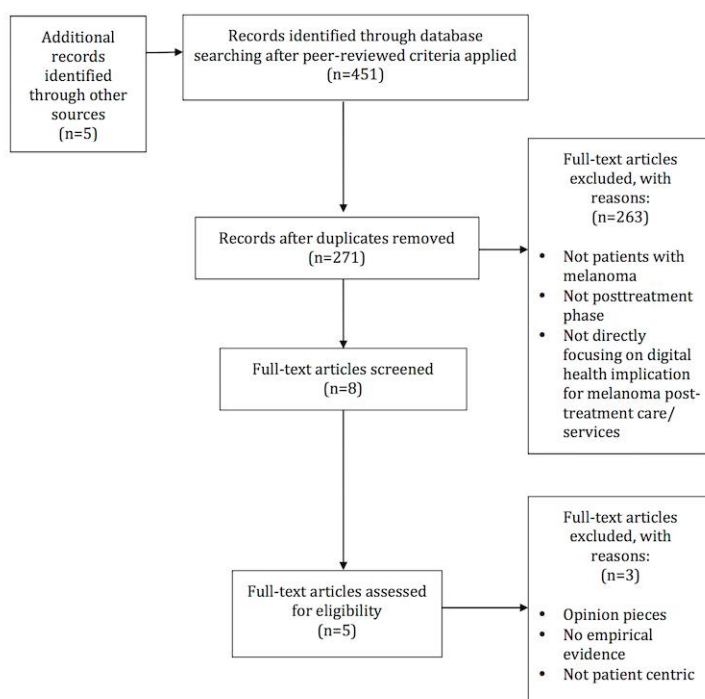 Additional
records
identified
through other
sources
(n=5)
Records identified through database
searching after peer-reviewed criteria applied
(n=451)
Records after duplicates removed
(n=271)
Full-text articles
excluded, with
reasons:
(n=263)
• Not patients with
melanoma
• Not posttreatment
phase
• Not directly
focusing on digital
health implication
for melanoma post-
treatment care/
services
Full-text articles screened
(n=8)
Full-text articles assessed
for eligibility
(n=5)
Full-text articles
excluded, with
reasons:
(n=3)
• Opinion pieces
• No empirical
evidence
• Not patient centric